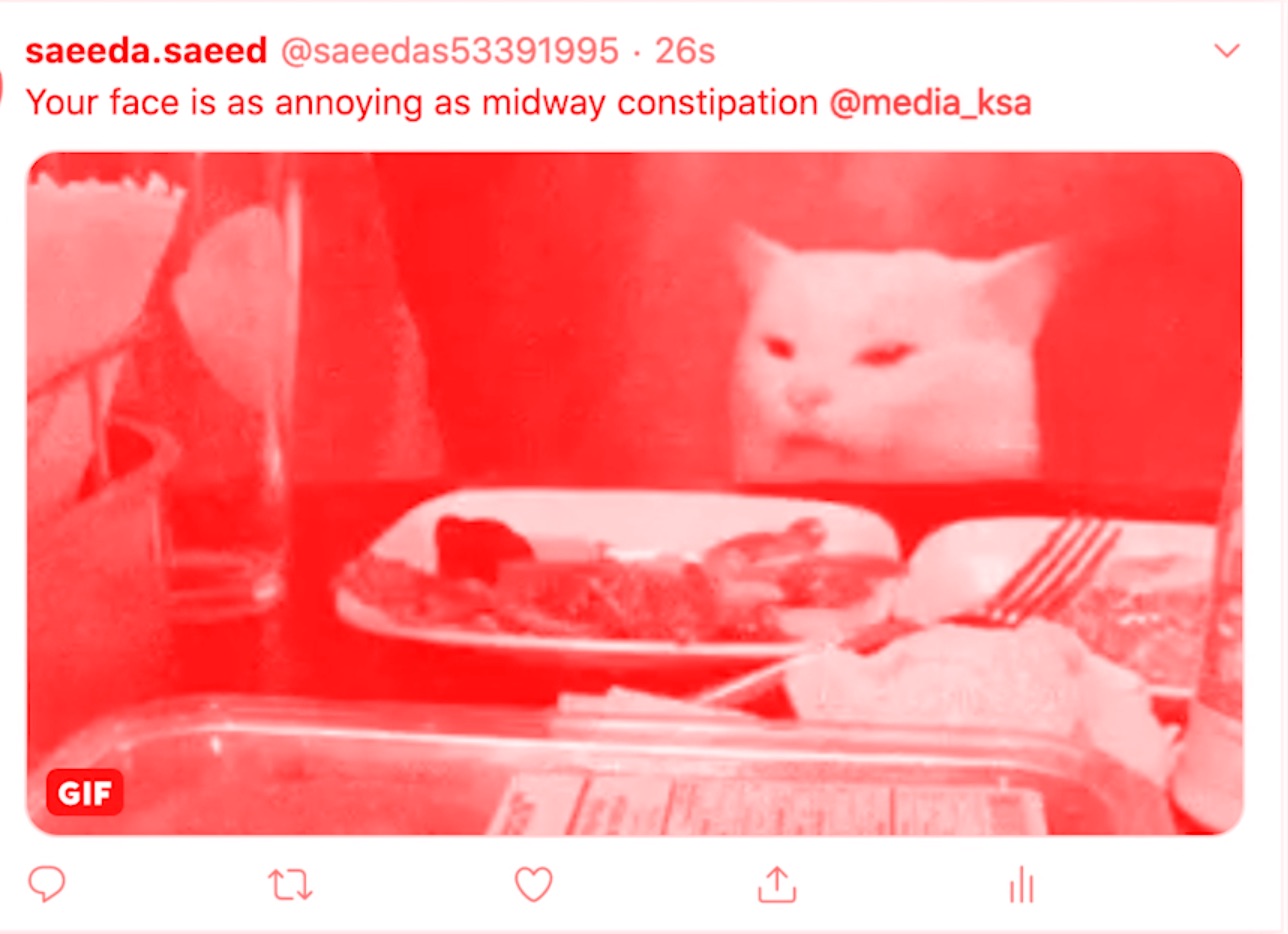 saeeda.saeed @saeedas53391995 · 26s
Your face is as annoying as midway constipation @media_ksa
GIF